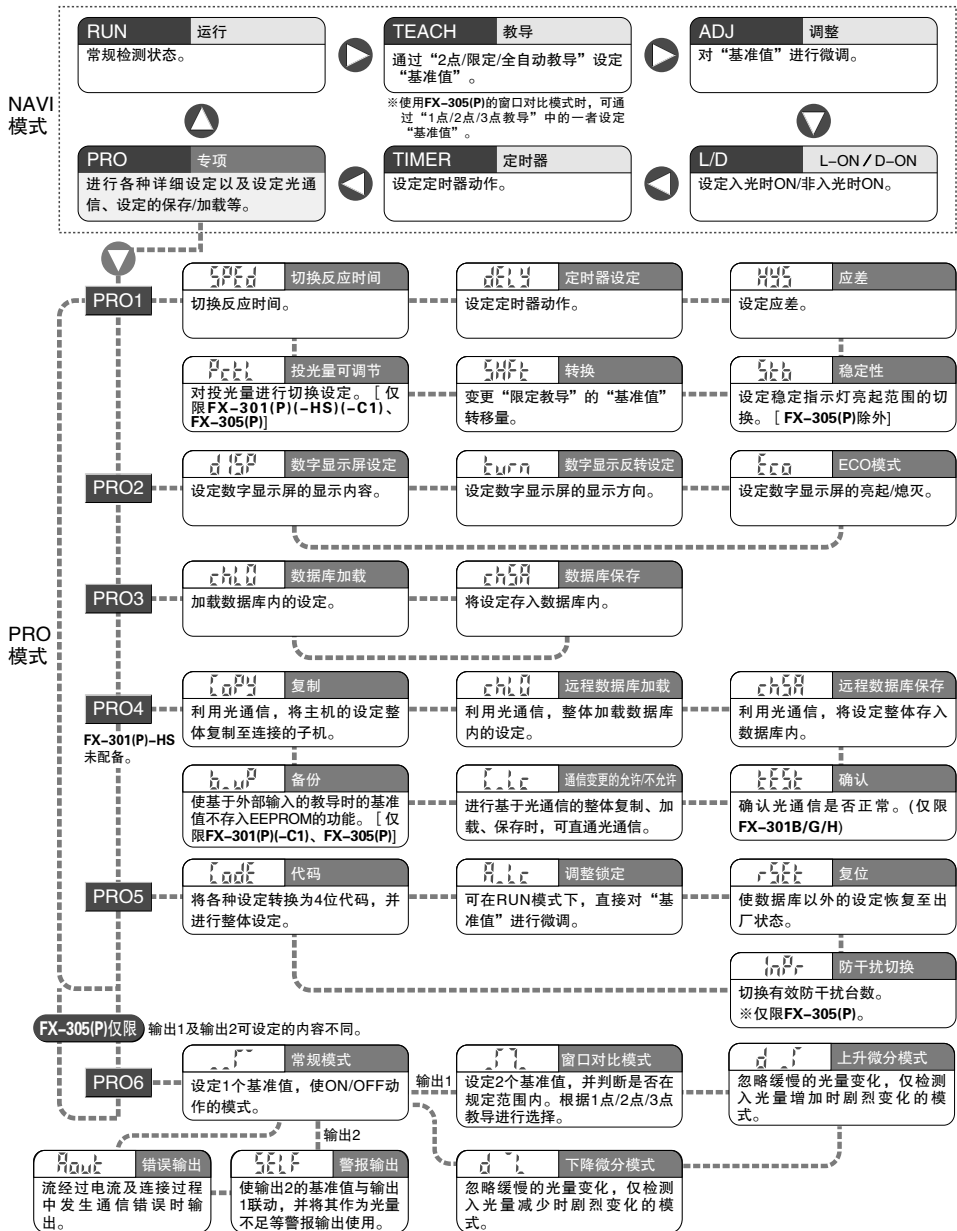 NAVI
模式
RUN 运行
常规检测状态。
TEACH 教导
通过“2点/限定/全自动教导”设定
“基准值”。
※使用FX-305(P)的窗口对比模式时，可通
过“1点/2点/3点教导”中的一者设定
“基准值”。
ADJ 调整
对“基准值”进行微调。
PRO 专项
进行各种详细设定以及设定光通
信、设定的保存/加载等。
TIMER 定时器
设定定时器动作。
L/D L-ON/D-ON
设定入光时ON/非入光时ON。
PRO
模式
PRO1
SPEd 切换反应时间
切换反应时间。
dELY 定时器设定
设定定时器动作。
HYS 应差
设定应差。
Pctl 投光量可调节
对投光量进行切换设定。［仅
限FX-301(P)(-HS)(-C1)、
FX-305(P)]
SHFt 转换
变更“限定教导”的“基准值”
转移量。
Stb 稳定性
设定稳定指示灯亮起范围的切
换。［FX-305(P)除外]
PRO2
dISP 数字显示屏设定
设定数字显示屏的显示内容。
turn 数字显示反转设定
设定数字显示屏的显示方向。
Eco ECO模式
设定数字显示屏的亮起/熄灭。
PRO3
chLO 数据库加载
加载数据库内的设定。
chSA 数据库保存
将设定存入数据库内。
PRO4
FX-301(P)-HS
未配备。
CoPY 复制
利用光通信，将主机的设定整
体复制至连接的子机。
chLO 远程数据库加载
利用光通信，整体加载数据库
内的设定。
chSA 远程数据库保存
利用光通信，将设定整体存入
数据库内。
b_uP 备份
使基于外部输入的教导时的基准
值不存入EEPROM的功能。［仅
限FX-301(P)(-C1)、FX-305(P)]
C_Lc 通信变更的允许/不允许
进行基于光通信的整体复制、加
载、保存时，可直通光通信。
tESt 确认
确认光通信是否正常。(仅限
FX-301B/G/H)
PRO5
CodE 代码
将各种设定转换为4位代码，并
进行整体设定。
A_Lc 调整锁定
可在RUN模式下，直接对“基
准值”进行微调。
rSEt 复位
使数据库以外的设定恢复至出
厂状态。
InPr 防干扰切换
切换有效防干扰台数。
※仅限FX-305(P)。
FX-305(P)仅限 输出1及输出2可设定的内容不同。
PRO6
常规模式
设定1个基准值，使ON/OFF动
作的模式。
输出1
窗口对比模式
设定2个基准值，并判断是否在
规定范围内。根据1点/2点/3点
教导进行选择。
d 上升微分模式
忽略缓慢的光量变化，仅检测
入光量增加时剧烈变化的模
式。
输出2
Aout 错误输出
流经过电流及连接过程
中发生通信错误时输
出。
SELF 警报输出
使输出2的基准值与输出
1联动，并将其作为光量
不足等警报输出使用。
d 下降微分模式
忽略缓慢的光量变化，仅检测
入光量减少时剧烈变化的模
式。